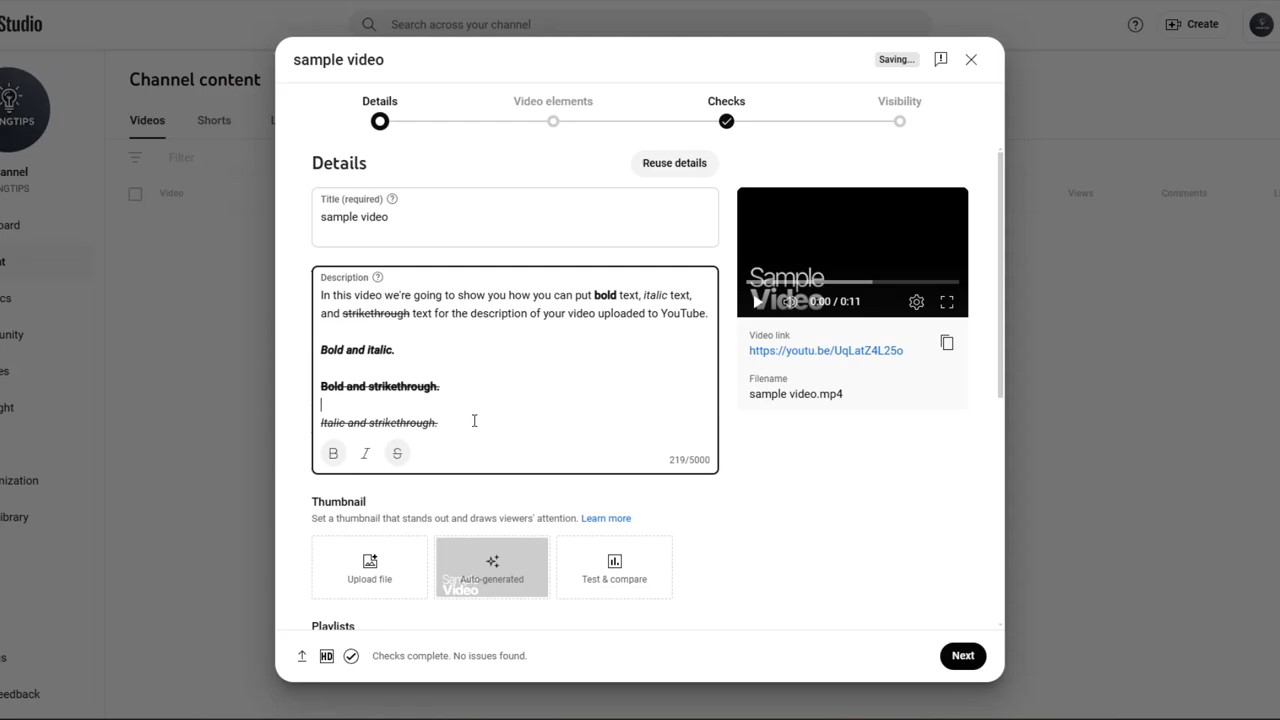 Studio
Search across your channel
Create
sample video
Saving...
Channel content
Details
Video elements
Checks
Visibility
Videos
Shorts
Filter
Video
Views
Comments
NGTIPS
annel
NGTIPS
oard
nt
cs
unity
es
ght
nization
ibrary
s
eedback
Details
Reuse details
Title (required)
sample video
Description
In this video we're going to show you how you can put bold text, italic text,
and strikethrough text for the description of your video uploaded to YouTube.
Bold and italic.
Bold and strikethrough.
Italic and strikethrough.
B I S
219/5000
Sample
Video
0:00 / 0:11
Video link
https://youtu.be/UqLatZ4L25o
Filename
sample video.mp4
Thumbnail
Set a thumbnail that stands out and draws viewers' attention. Learn more
Upload file
Auto-generated
Sample
Video
Test & compare
Playlists
HD
Checks complete. No issues found.
Next